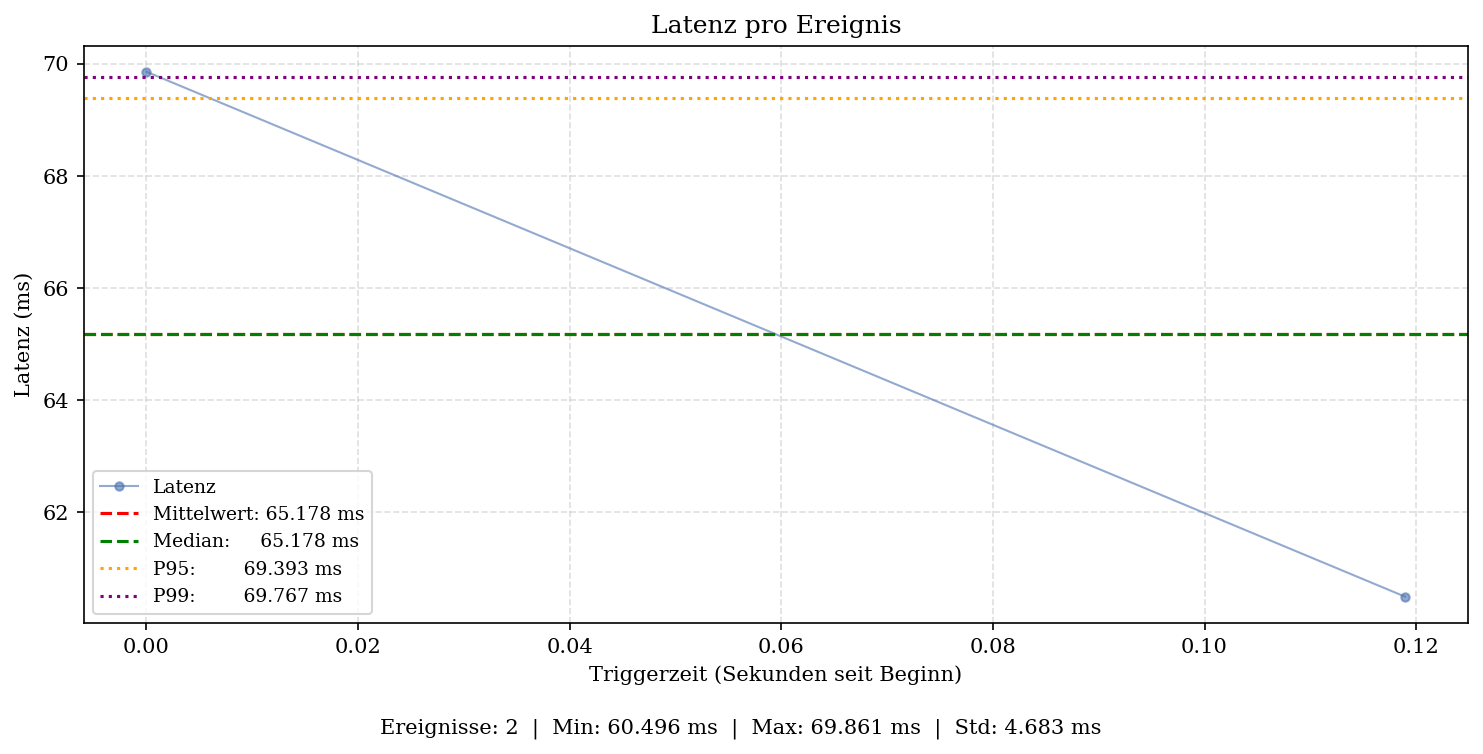 Latenz pro Ereignis
70
68
66
64
62
Latenz (ms)
Latenz
Mittelwert: 65.178 ms
Median: 65.178 ms
P95: 69.393 ms
P99: 69.767 ms
0.00 0.02 0.04 0.06 0.08 0.10 0.12
Triggerzeit (Sekunden seit Beginn)
Ereignisse: 2 | Min: 60.496 ms | Max: 69.861 ms | Std: 4.683 ms